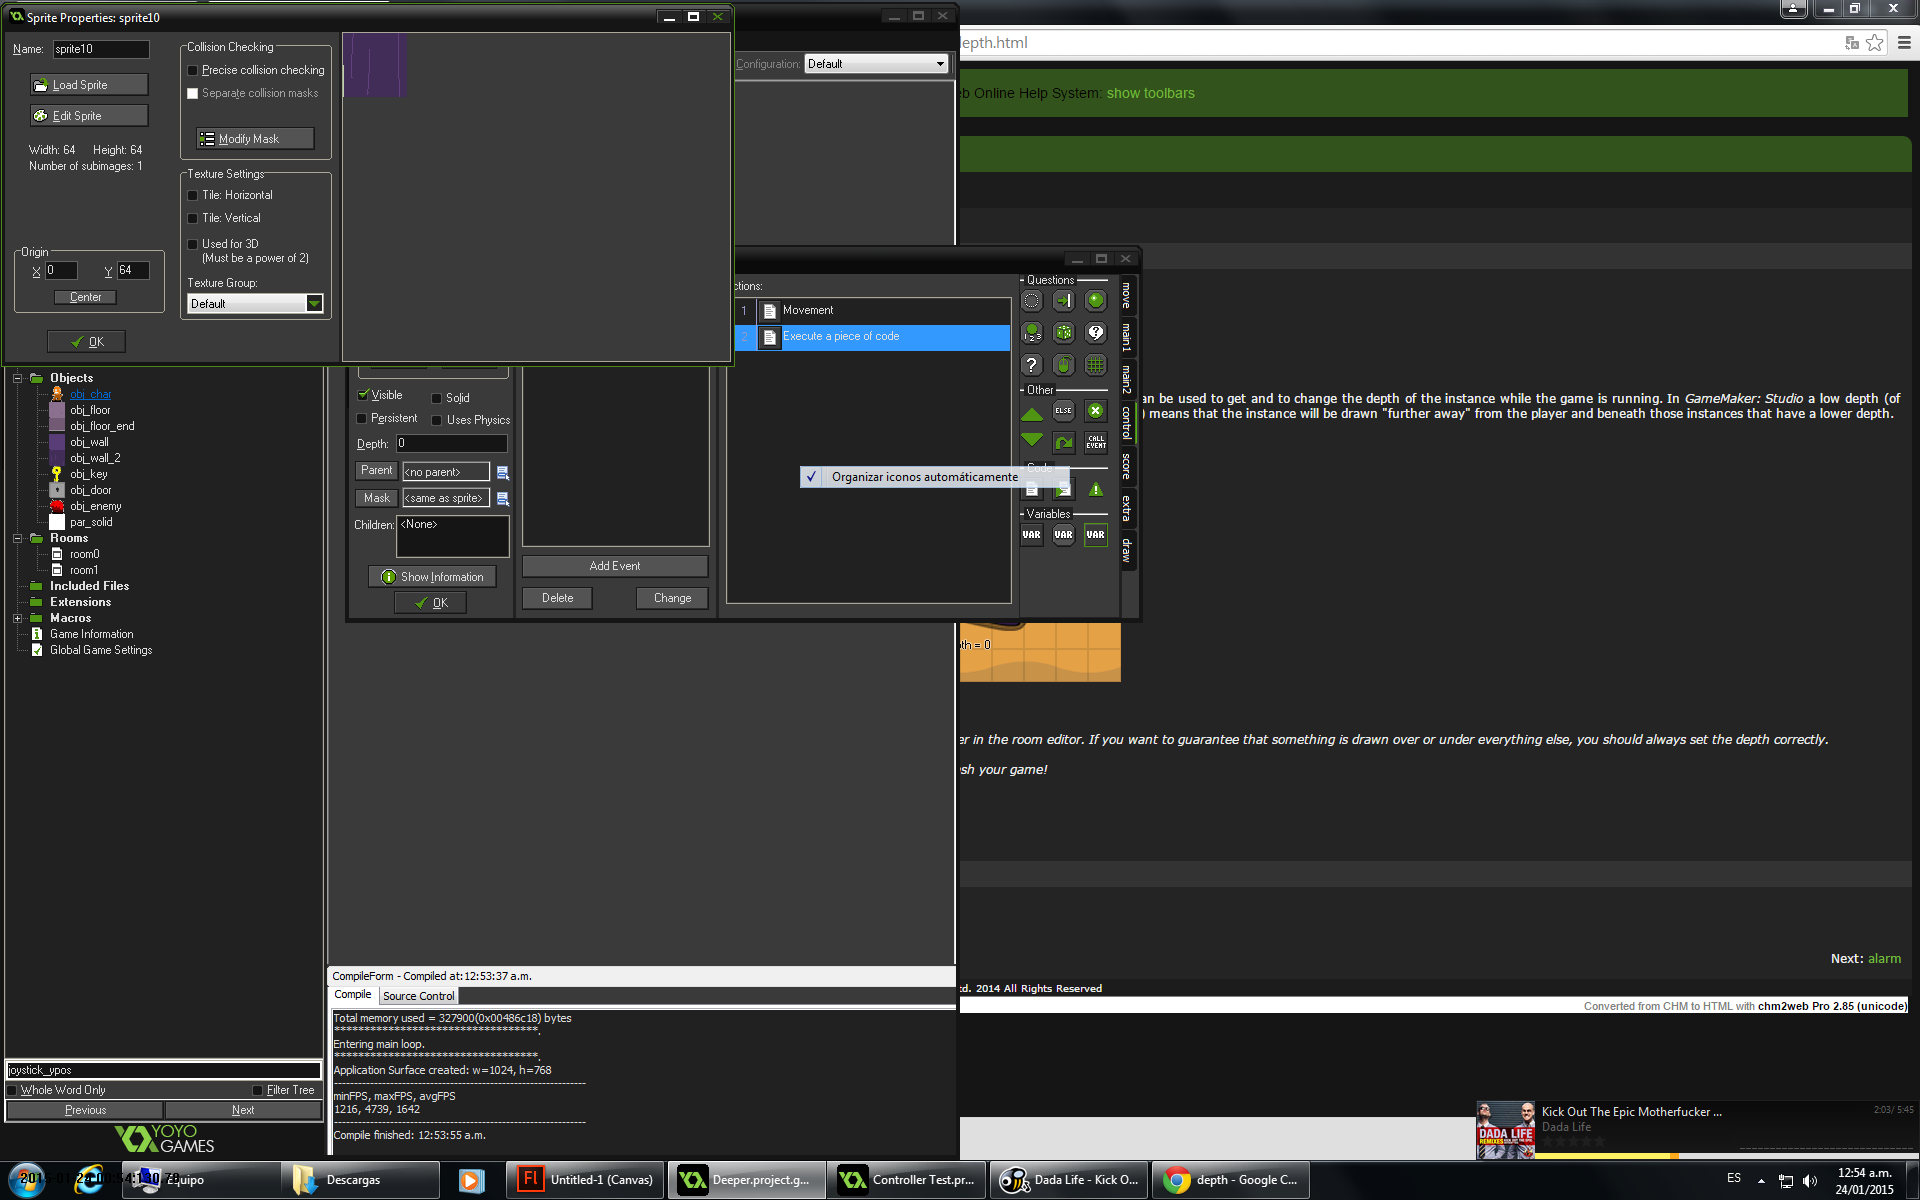 Sprite Properties: sprite10
Name: sprite10
Load Sprite
Edit Sprite
Width: 64 Height: 64
Number of subimages: 1
Origin
X 0 Y 64
Center
OK
Collision Checking
Precise collision checking
Separate collision masks
Modify Mask
Texture Settings
Tile: Horizontal
Tile: Vertical
Used for 3D
(Must be a power of 2)
Texture Group:
Default
Configuration: Default
depth.html
eb Online Help System: show toolbars
Objects
obj_char
obj_floor
obj_floor_end
obj_wall
obj_wall_2
obj_key
obj_door
obj_enemy
par_solid
Rooms
room0
room1
Included Files
Extensions
Macros
Game Information
Global Game Settings
Visible
Solid
Persistent
Uses Physics
Depth: 0
Parent <no parent>
Mask <same as sprite>
Children: <None>
Show Information
OK
Add Event
Delete
Change
ctions:
1 Movement
2 Execute a piece of code
Organizar iconos automáticamente
Questions
Other
ELSE
CALL EVENT
Code
Variables
VAR VAR VAR
move
main1
main2
control
score
extra
draw
an be used to get and to change the depth of the instance while the game is running. In GameMaker: Studio a low depth (of
) means that the instance will be drawn "further away" from the player and beneath those instances that have a lower depth.
th = 0
er in the room editor. If you want to guarantee that something is drawn over or under everything else, you should always set the depth correctly.
ash your game!
Next: alarm
td. 2014 All Rights Reserved
Converted from CHM to HTML with chm2web Pro 2.85 (unicode)
CompileForm - Compiled at: 12:53:37 a.m.
Compile
Source Control
Total memory used = 327900(0x00486c18) bytes
**********************************.
Entering main loop.
**********************************.
Application Surface created: w=1024, h=768
---------------------------------------------------------------
minFPS, maxFPS, avgFPS
1216, 4739, 1642
---------------------------------------------------------------
Compile finished: 12:53:55 a.m.
joystick_ypos
Whole Word Only
Filter Tree
Previous
Next
YOYO GAMES
Kick Out The Epic Motherfucker ...
2:03/ 5:45
Dada Life
DADA LIFE
Equipo
Descargas
Untitled-1 (Canvas)
Deeper.project.g...
Controller Test.pr...
Dada Life - Kick O...
depth - Google C...
ES
12:54 a.m.
24/01/2015